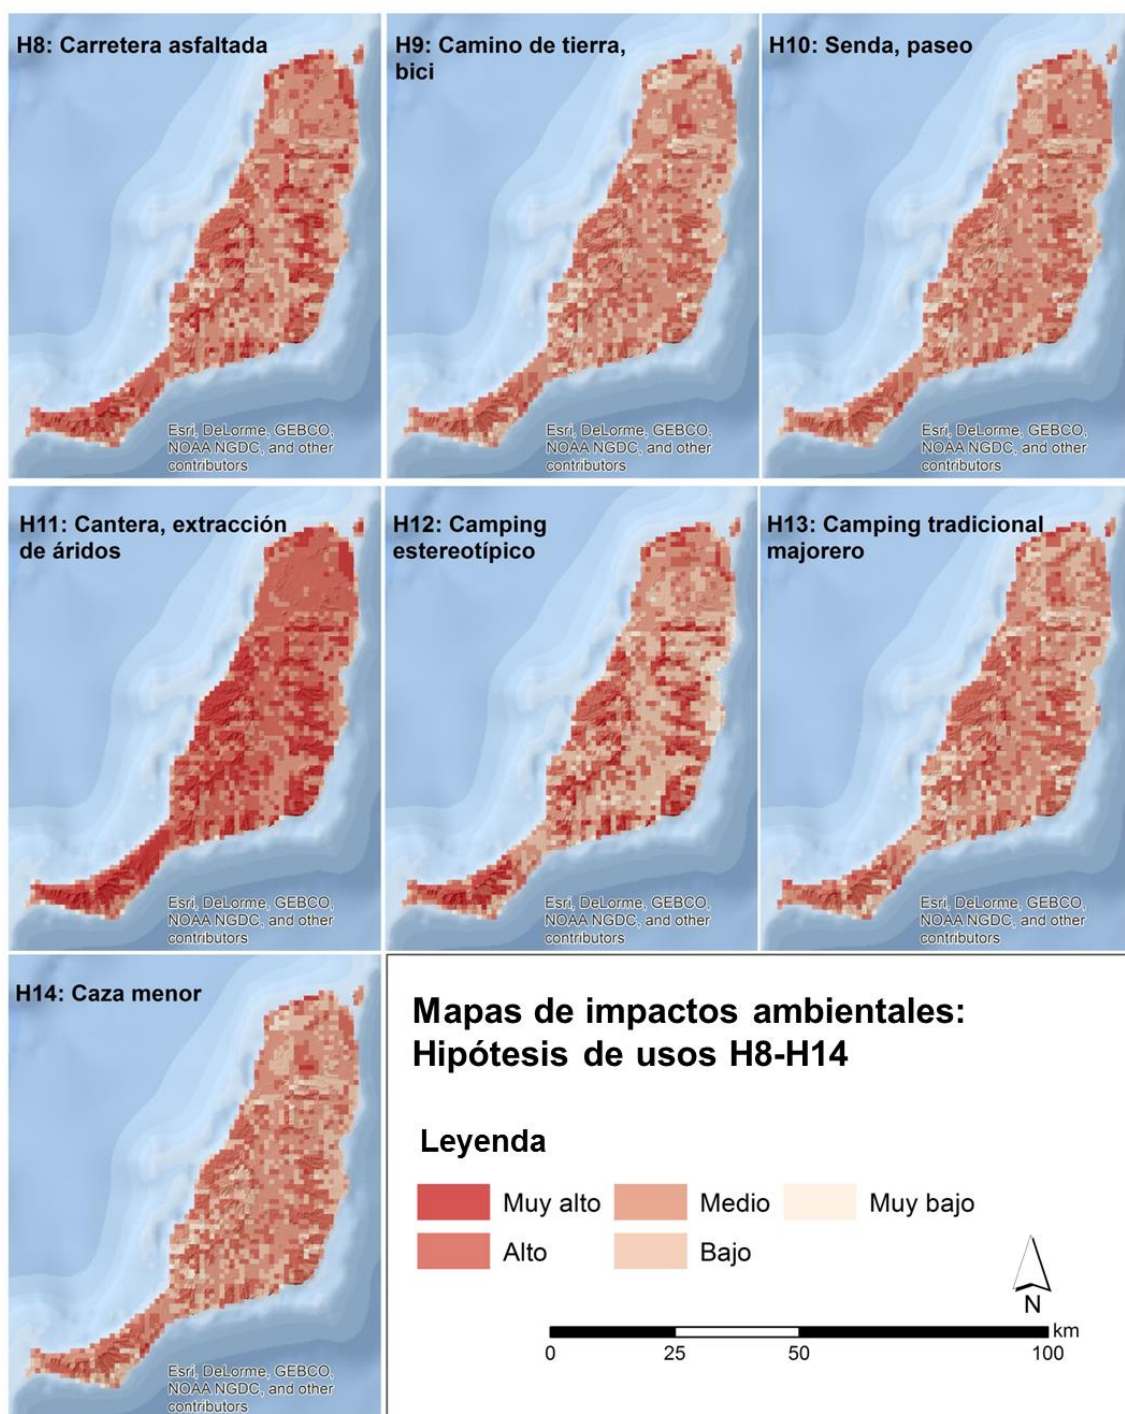 H8: Carretera asfaltada
Esri, DeLorme, GEBCO,
NOAA NGDC, and other
contributors
H9: Camino de tierra,
bici
Esri, DeLorme, GEBCO,
NOAA NGDC, and other
contributors
H10: Senda, paseo
Esri, DeLorme, GEBCO,
NOAA NGDC, and other
contributors
H11: Cantera, extracción
de áridos
Esri, DeLorme, GEBCO,
NOAA NGDC, and other
contributors
H12: Camping
estereotípico
Esri, DeLorme, GEBCO,
NOAA NGDC, and other
contributors
H13: Camping tradicional
majorero
Esri, DeLorme, GEBCO,
NOAA NGDC, and other
contributors
H14: Caza menor
Esri, DeLorme, GEBCO,
NOAA NGDC, and other
contributors
Mapas de impactos ambientales:
Hipótesis de usos H8-H14
Leyenda
Muy alto
Medio
Muy bajo
Alto
Bajo
N
km
0 25 50 100